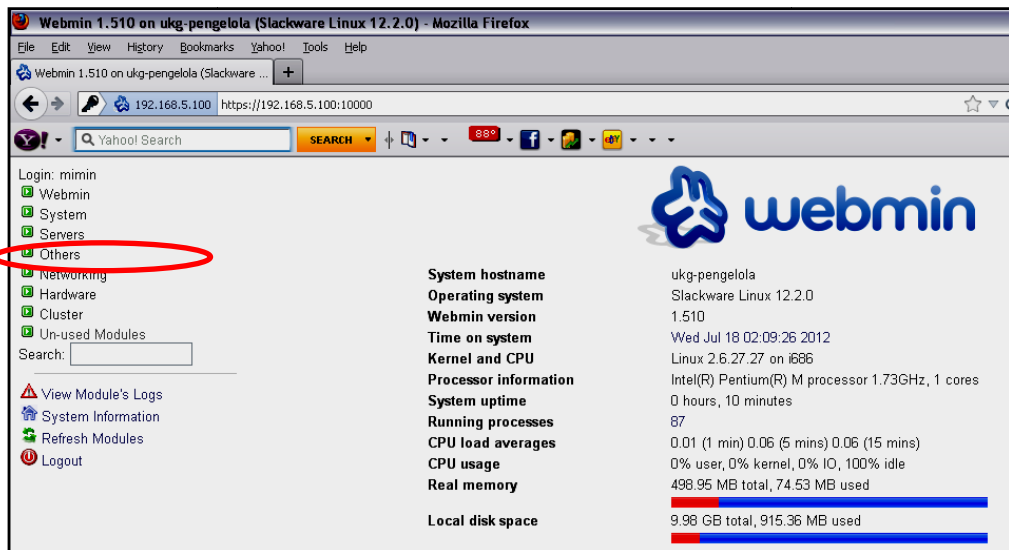 Webmin 1.510 on ukg-pengelola (Slackware Linux 12.2.0) - Mozilla Firefox
File Edit View History Bookmarks Yahoo! Tools Help
Webmin 1.510 on ukg-pengelola (Slackware ... +
192.168.5.100 https://192.168.5.100:10000
Y! Yahoo! Search SEARCH 88° f ebY
Login: mimin
Webmin
System
Servers
Others
Networking
Hardware
Cluster
Un-used Modules
Search:
View Module's Logs
System Information
Refresh Modules
Logout
webmin
System hostname ukg-pengelola
Operating system Slackware Linux 12.2.0
Webmin version 1.510
Time on system Wed Jul 18 02:09:26 2012
Kernel and CPU Linux 2.6.27.27 on i686
Processor information Intel(R) Pentium(R) M processor 1.73GHz, 1 cores
System uptime 0 hours, 10 minutes
Running processes 87
CPU load averages 0.01 (1 min) 0.06 (5 mins) 0.06 (15 mins)
CPU usage 0% user, 0% kernel, 0% IO, 100% idle
Real memory 498.95 MB total, 74.53 MB used
Local disk space 9.98 GB total, 915.36 MB used